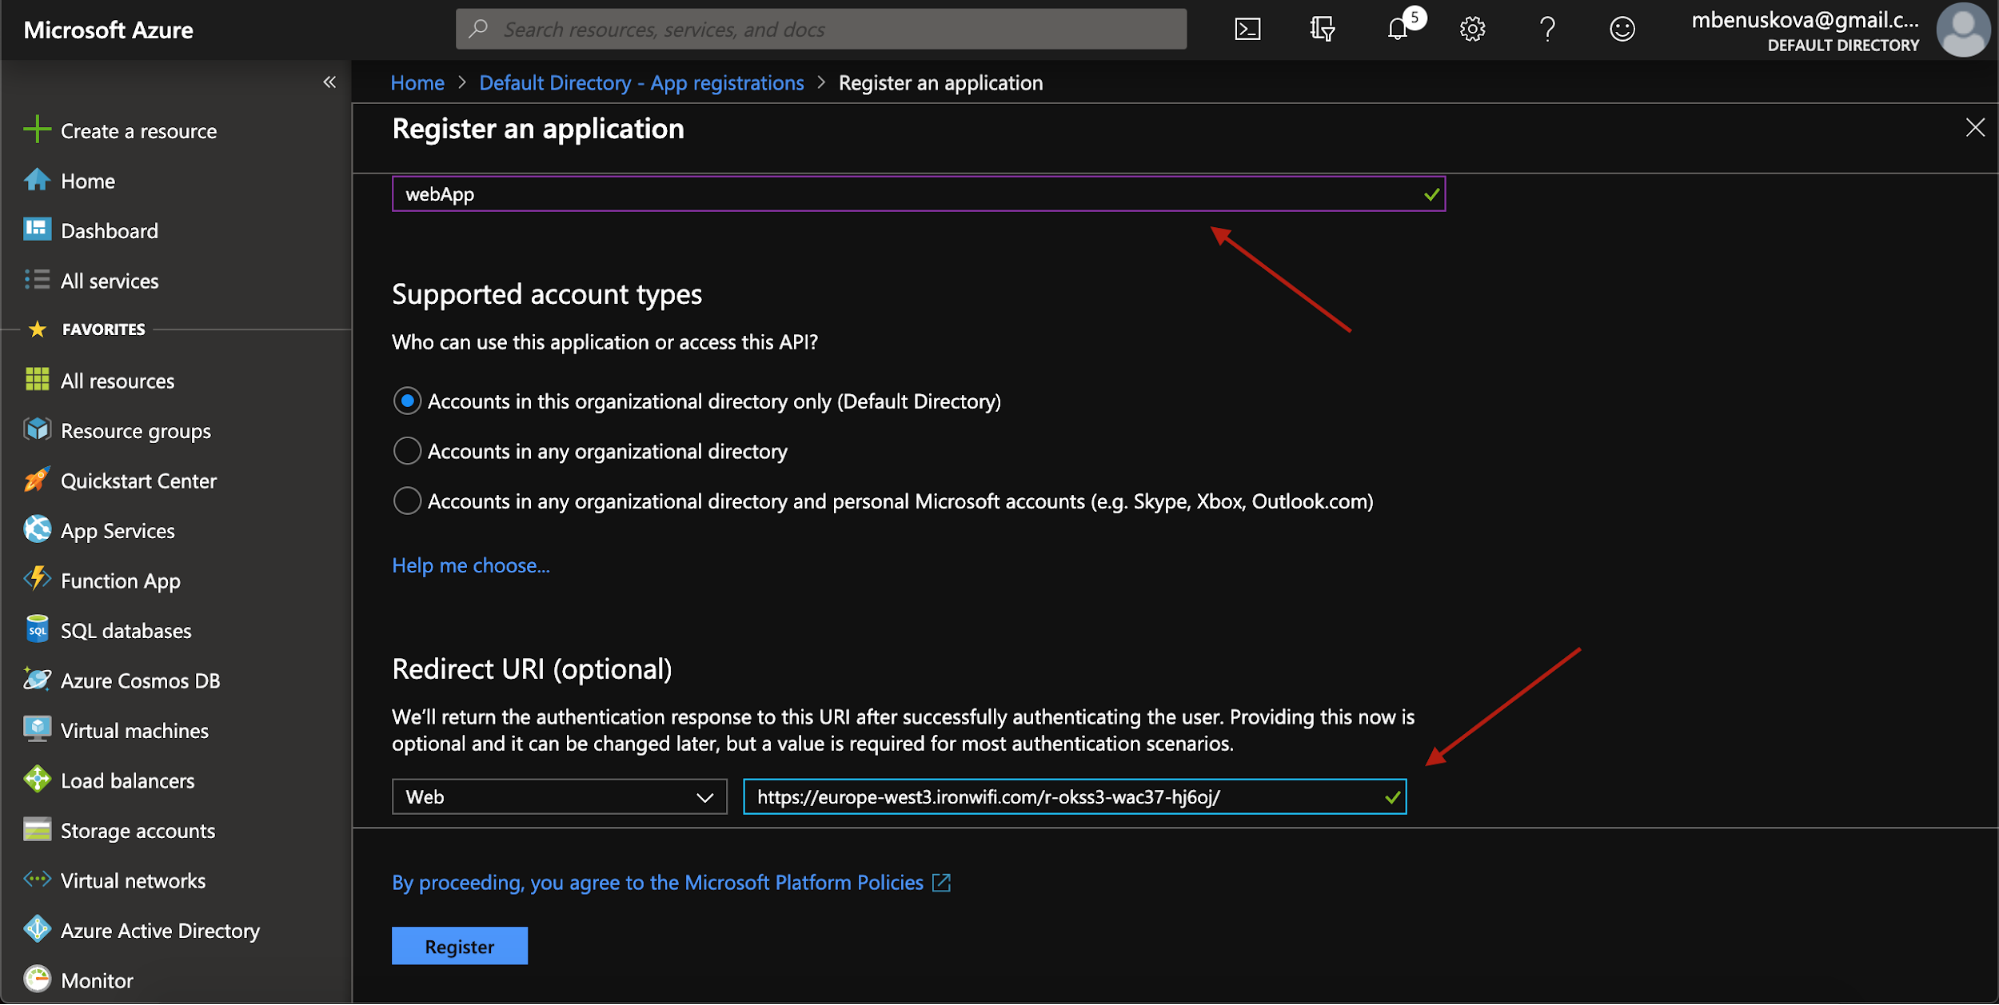 Microsoft Azure
Search resources, services, and docs
5
mbenuskova@gmail.c...
DEFAULT DIRECTORY
«
Home > Default Directory - App registrations > Register an application
Create a resource
Home
Dashboard
All services
FAVORITES
All resources
Resource groups
Quickstart Center
App Services
Function App
SQL databases
SQL
Azure Cosmos DB
Virtual machines
Load balancers
Storage accounts
Virtual networks
Azure Active Directory
Monitor
Register an application
webApp
Supported account types
Who can use this application or access this API?
Accounts in this organizational directory only (Default Directory)
Accounts in any organizational directory
Accounts in any organizational directory and personal Microsoft accounts (e.g. Skype, Xbox, Outlook.com)
Help me choose...
Redirect URI (optional)
We'll return the authentication response to this URI after successfully authenticating the user. Providing this now is
optional and it can be changed later, but a value is required for most authentication scenarios.
Web
https://europe-west3.ironwifi.com/r-okss3-wac37-hj6oj/
By proceeding, you agree to the Microsoft Platform Policies
Register